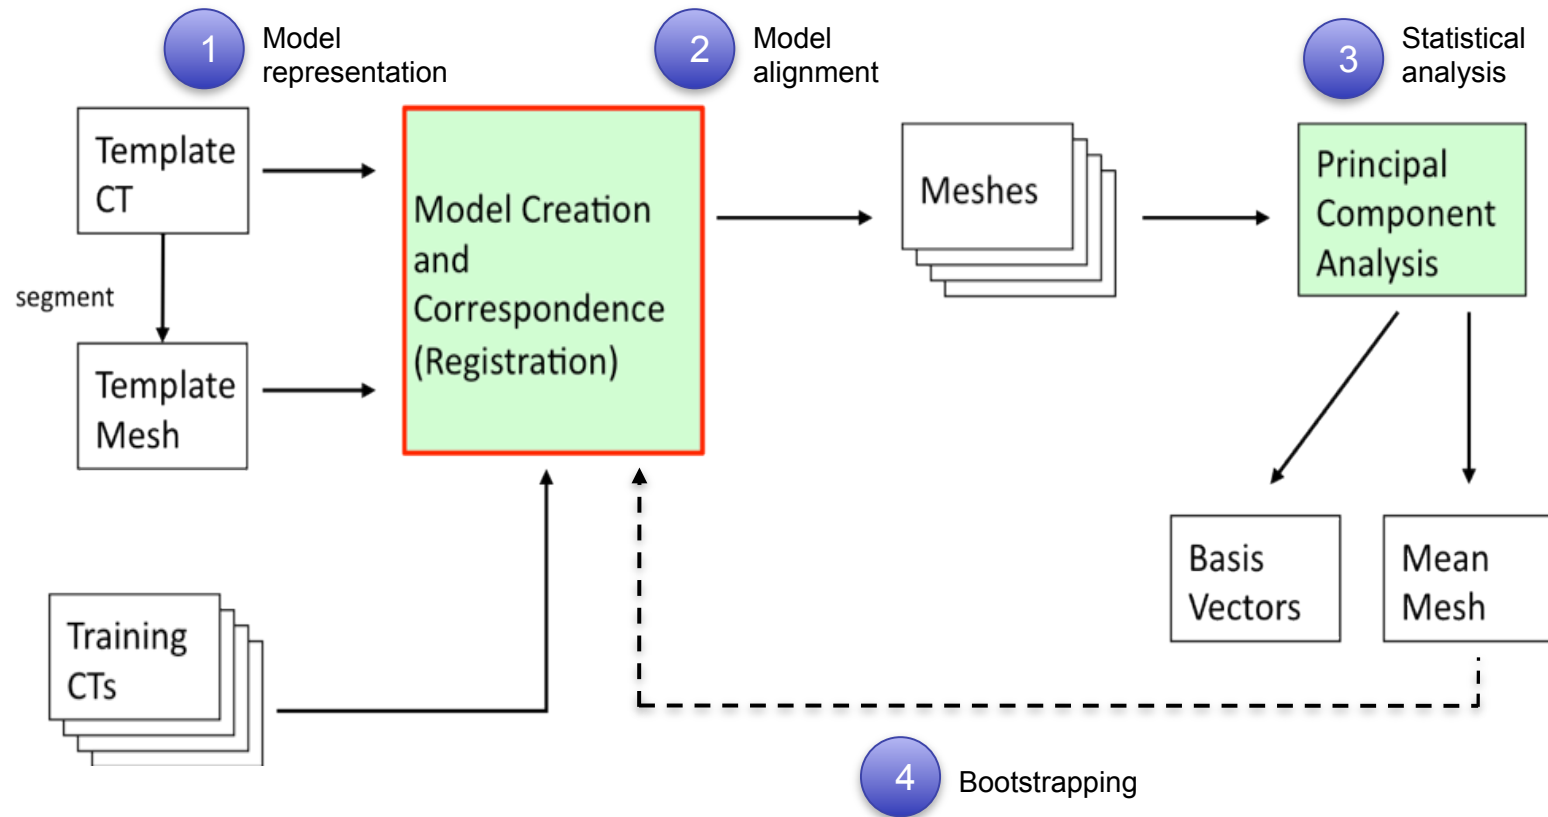 1
Model
representation
2
Model
alignment
3
Statistical
analysis
Template
CT
segment
Template
Mesh
Model Creation
and
Correspondence
(Registration)
Meshes
Principal
Component
Analysis
Training
CTs
Basis
Vectors
Mean
Mesh
4
Bootstrapping